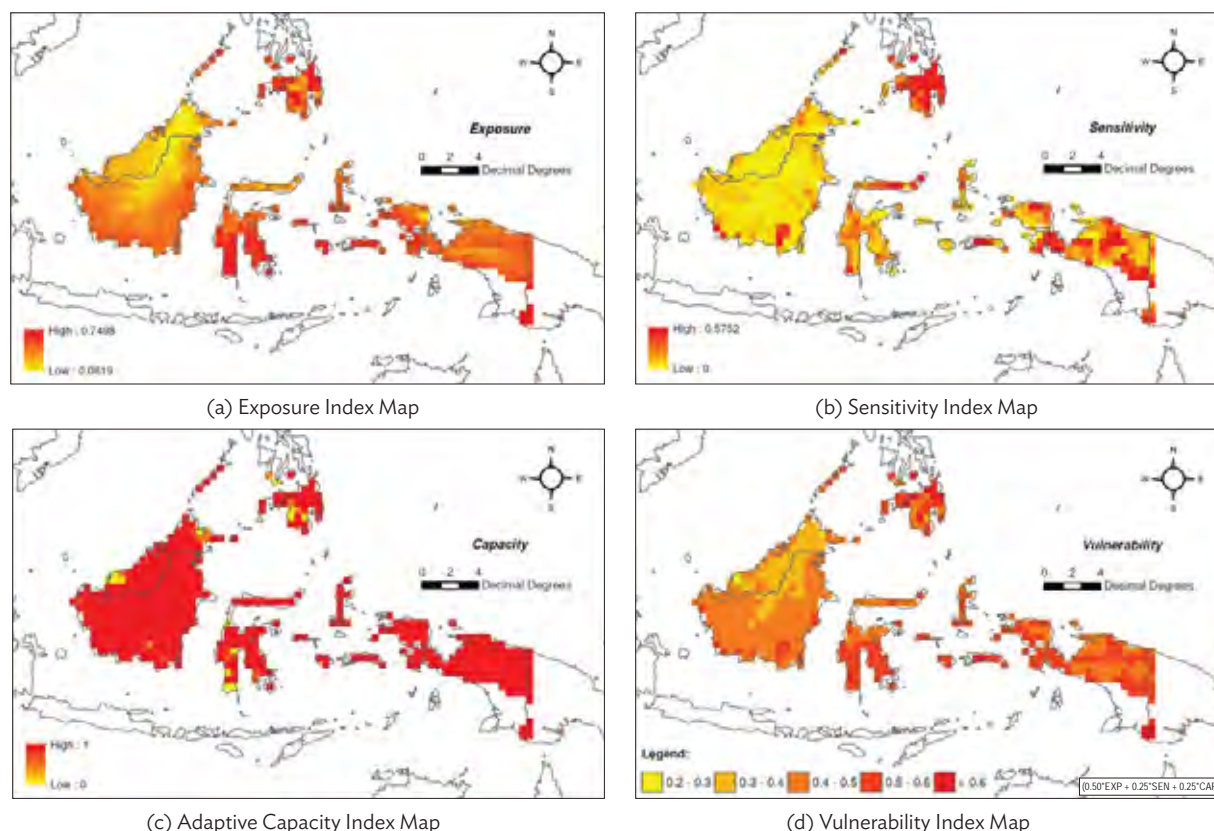 N
W E
S
Exposure
0 2 4
Decimal Degrees
High : 0.7498
Low : 0.0819
(a) Exposure Index Map
N
W E
S
Sensitivity
0 2 4
Decimal Degrees
High : 0.5752
Low : 0
(b) Sensitivity Index Map
N
W E
S
Capacity
0 2 4
Decimal Degrees
High : 1
Low : 0
(c) Adaptive Capacity Index Map
N
W E
S
Vulnerability
0 2 4
Decimal Degrees
Legend:
0.2 - 0.3 0.3 - 0.4 0.4 - 0.5 0.5 - 0.6 > 0.6
(0.50*EXP + 0.25*SEN + 0.25*CAP
(d) Vulnerability Index Map